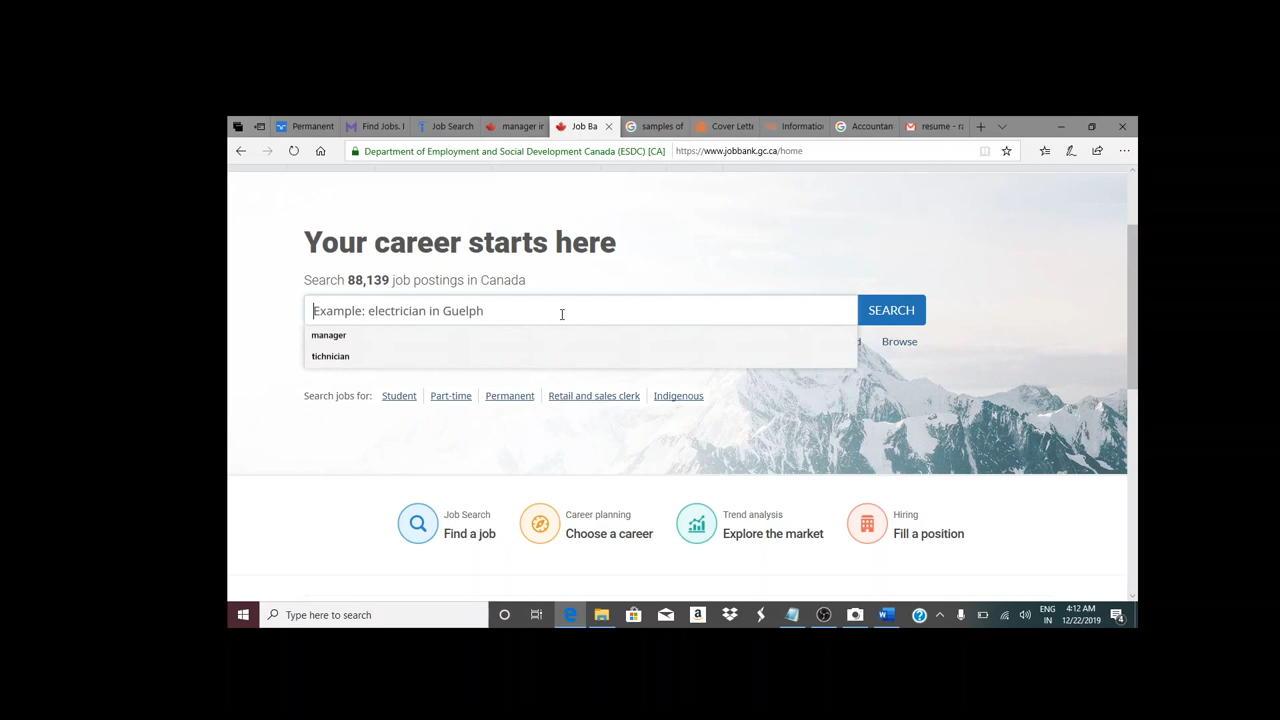 Permanent
Find Jobs. I
Job Search
manager in
Job Ba
samples of
Cover Lette
Informatio
Accountan
resume - ra
Department of Employment and Social Development Canada (ESDC) [CA]
https://www.jobbank.gc.ca/home
Your career starts here
Search 88,139 job postings in Canada
Example: electrician in Guelph
SEARCH
manager
tichnician
Browse
Search jobs for: Student Part-time Permanent Retail and sales clerk Indigenous
Job Search
Find a job
Career planning
Choose a career
Trend analysis
Explore the market
Hiring
Fill a position
Type here to search
ENG
IN
4:12 AM
12/22/2019
4